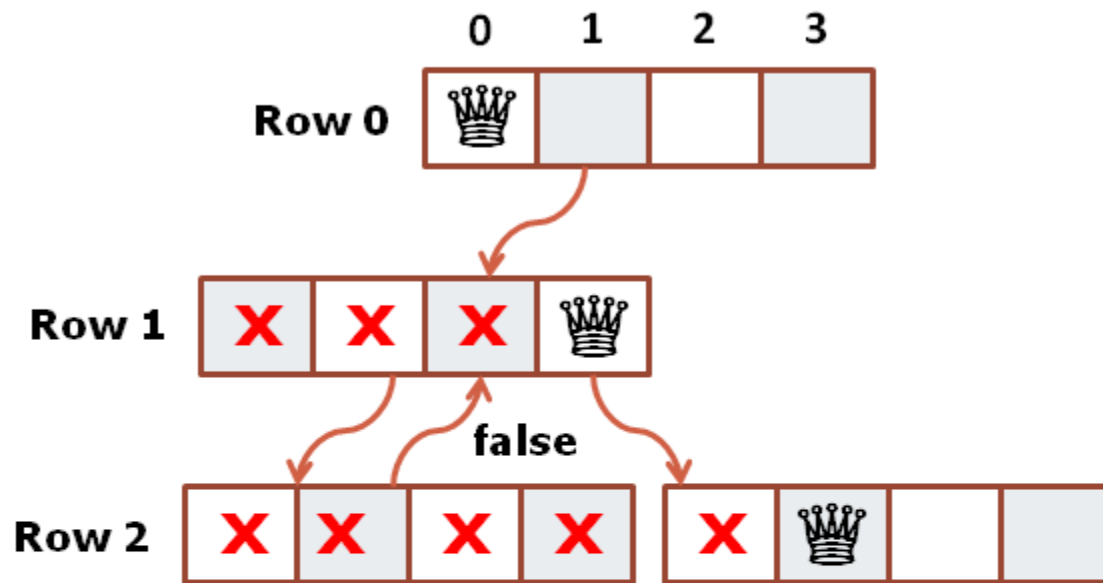 0 1 2 3
Row 0
Row 1
X X X
false
Row 2
X X X X X